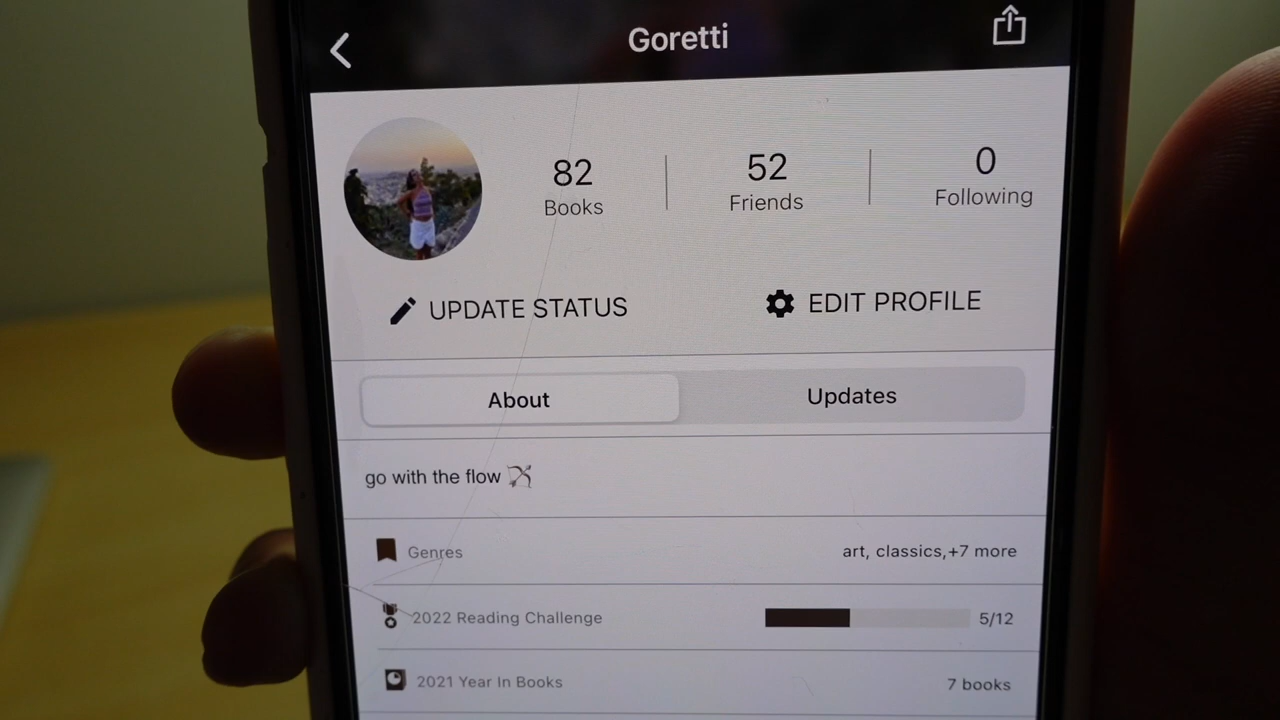 Goretti
82
Books
52
Friends
0
Following
UPDATE STATUS
EDIT PROFILE
About
Updates
go with the flow 🏹
Genres
art, classics,+7 more
2022 Reading Challenge
5/12
2021 Year In Books
7 books